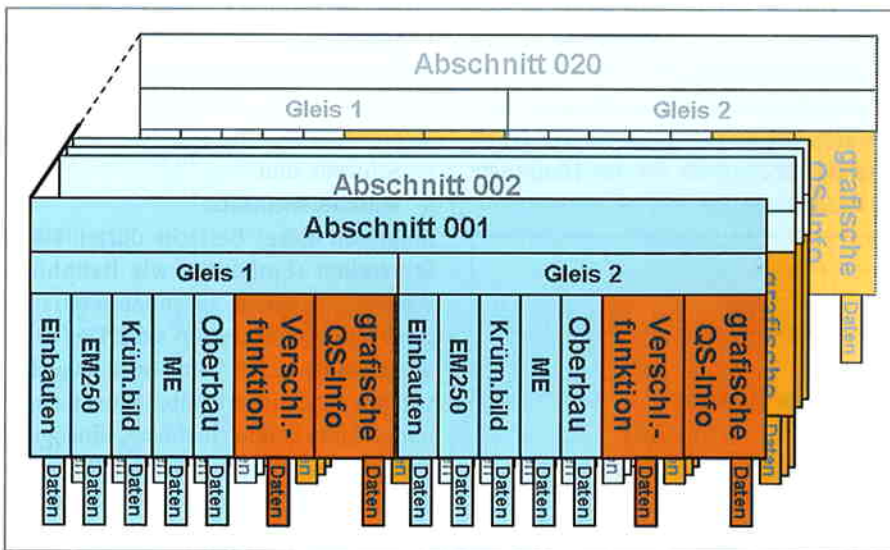 Abschnitt 020
Gleis 1
Gleis 2
grafische
QS-Info
Daten
Abschnitt 002
grafische
Daten
Abschnitt 001
Gleis 1
Gleis 2
Einbauten
EM250
Krüm.bild
ME
Oberbau
Verschl.-
funktion
grafische
QS-Info
Einbauten
EM250
Krüm.bild
ME
Oberbau
Verschl.-
funktion
grafische
QS-Info
Daten
Daten
Daten
Daten
Daten
Daten
Daten
Daten
Daten
Daten
Daten
Daten
Daten
Daten